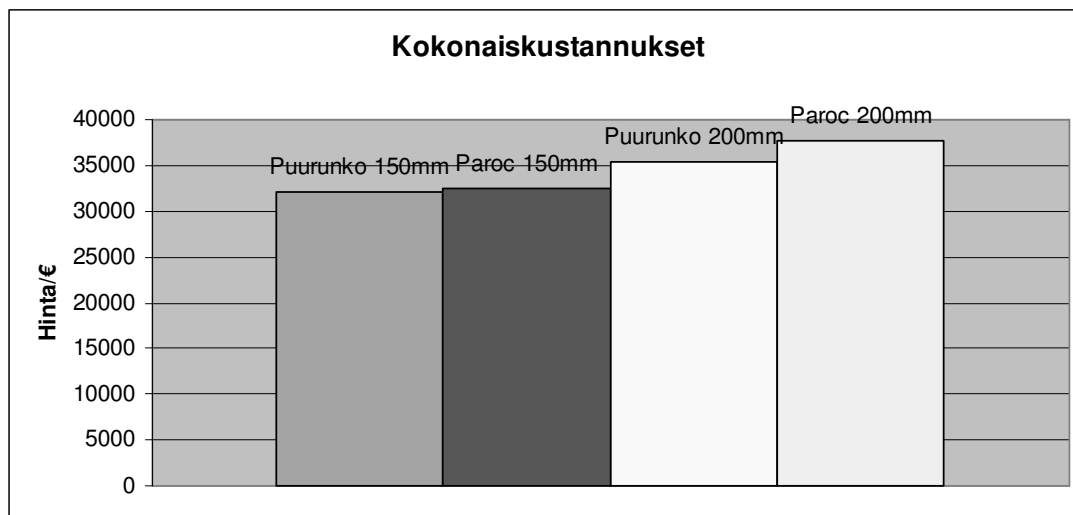 Kokonaiskustannukset
40000
35000
30000
25000
20000
15000
10000
5000
0
Hinta/€
Puurunko 150mm
Paroc 150mm
Puurunko 200mm
Paroc 200mm